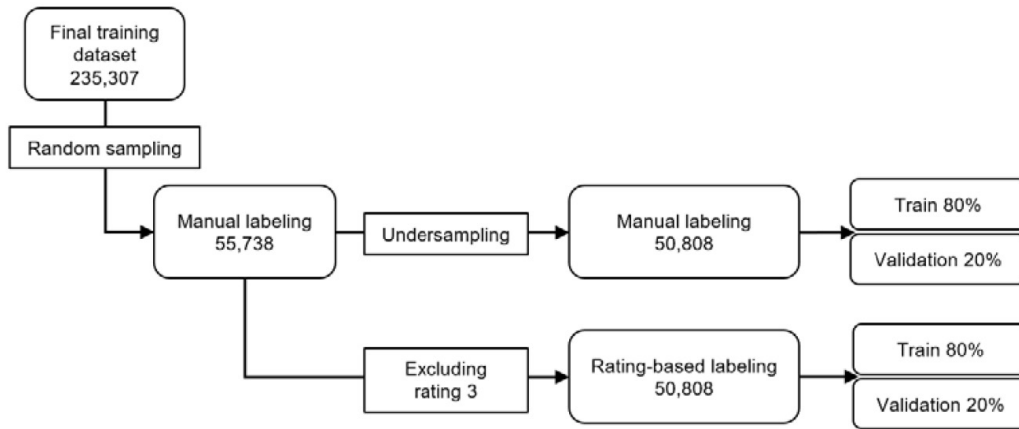 Final training
dataset
235,307
Random sampling
Manual labeling
55,738
Undersampling
Manual labeling
50,808
Train 80%
Validation 20%
Excluding
rating 3
Rating-based labeling
50,808
Train 80%
Validation 20%